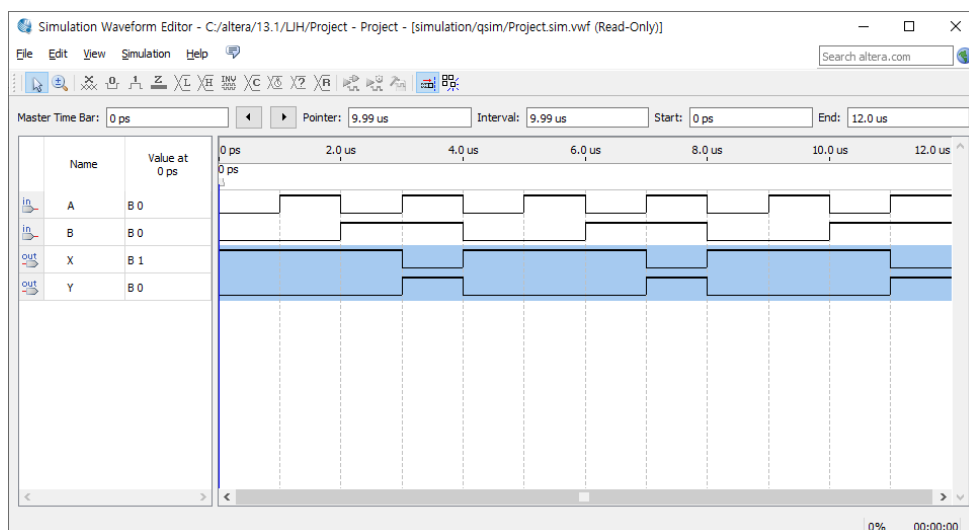 Simulation Waveform Editor - C:/altera/13.1/LJH/Project - Project - [simulation/qsim/Project.sim.vwf (Read-Only)]
File Edit View Simulation Help
Search altera.com
Master Time Bar: 0 ps Pointer: 9.99 us Interval: 9.99 us Start: 0 ps End: 12.0 us
Name Value at 0 ps
0 ps 2.0 us 4.0 us 6.0 us 8.0 us 10.0 us 12.0 us
0 ps
in A B 0
in B B 0
out X B 1
out Y B 0
0% 00:00:00